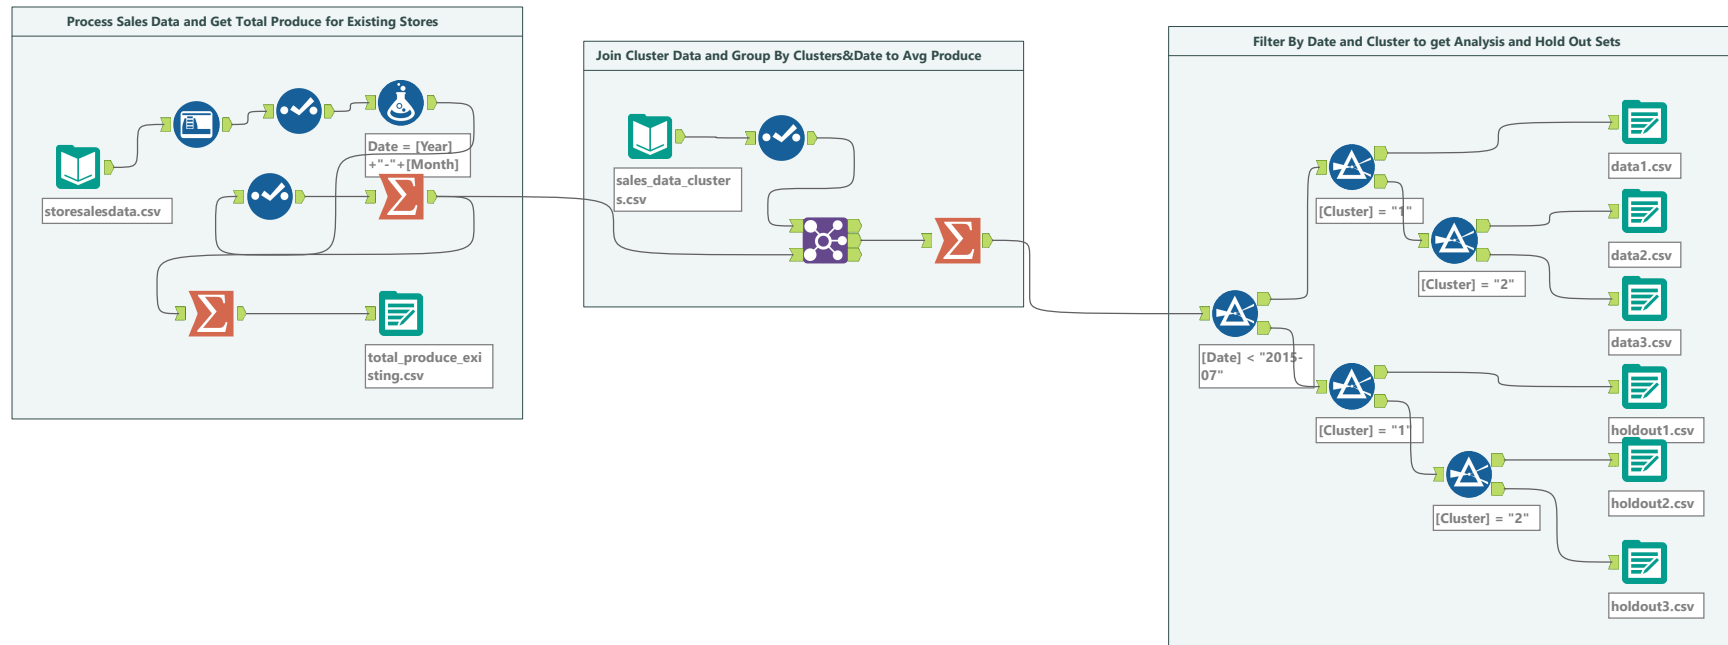 Process Sales Data and Get Total Produce for Existing Stores
Date = [Year]
+"-"+[Month]
storesalesdata.csv
total_produce_exi
sting.csv
Join Cluster Data and Group By Clusters&Date to Avg Produce
sales_data_cluster
s.csv
Filter By Date and Cluster to get Analysis and Hold Out Sets
data1.csv
[Cluster] = "1"
data2.csv
[Cluster] = "2"
data3.csv
[Date] < "2015-
07"
holdout1.csv
[Cluster] = "1"
holdout2.csv
[Cluster] = "2"
holdout3.csv